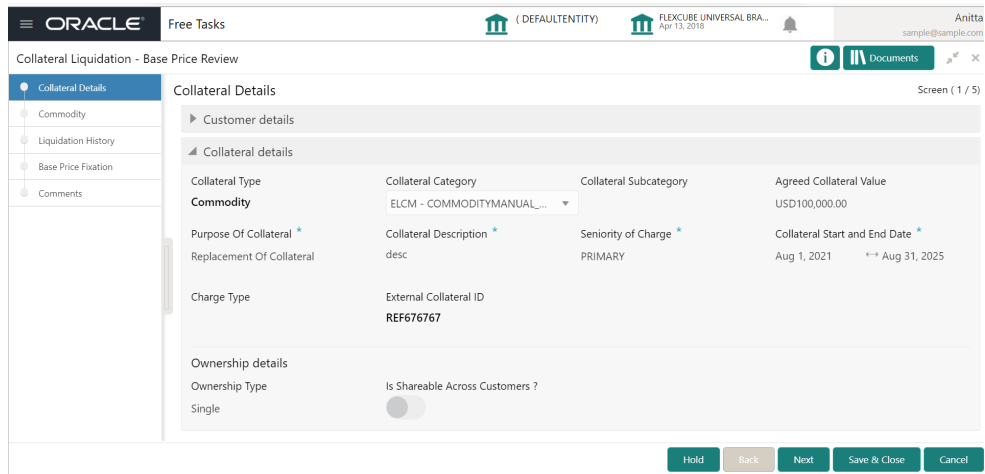 ORACLE
Free Tasks
( DEFAULTENTITY)
FLEXCUBE UNIVERSAL BRA...
Apr 13, 2018
Anitta
sample@sample.com
Collateral Liquidation - Base Price Review
i
Documents
Collateral Details
Commodity
Liquidation History
Base Price Fixation
Comments
Collateral Details
Screen ( 1 / 5)
Customer details
Collateral details
Collateral Type Collateral Category Collateral Subcategory Agreed Collateral Value
Commodity ELCM - COMMODITYMANUAL_... USD100,000.00
Purpose Of Collateral * Collateral Description * Seniority of Charge * Collateral Start and End Date *
Replacement Of Collateral desc PRIMARY Aug 1, 2021 ↔ Aug 31, 2025
Charge Type External Collateral ID
REF676767
Ownership details
Ownership Type Is Shareable Across Customers ?
Single
Hold Back Next Save & Close Cancel